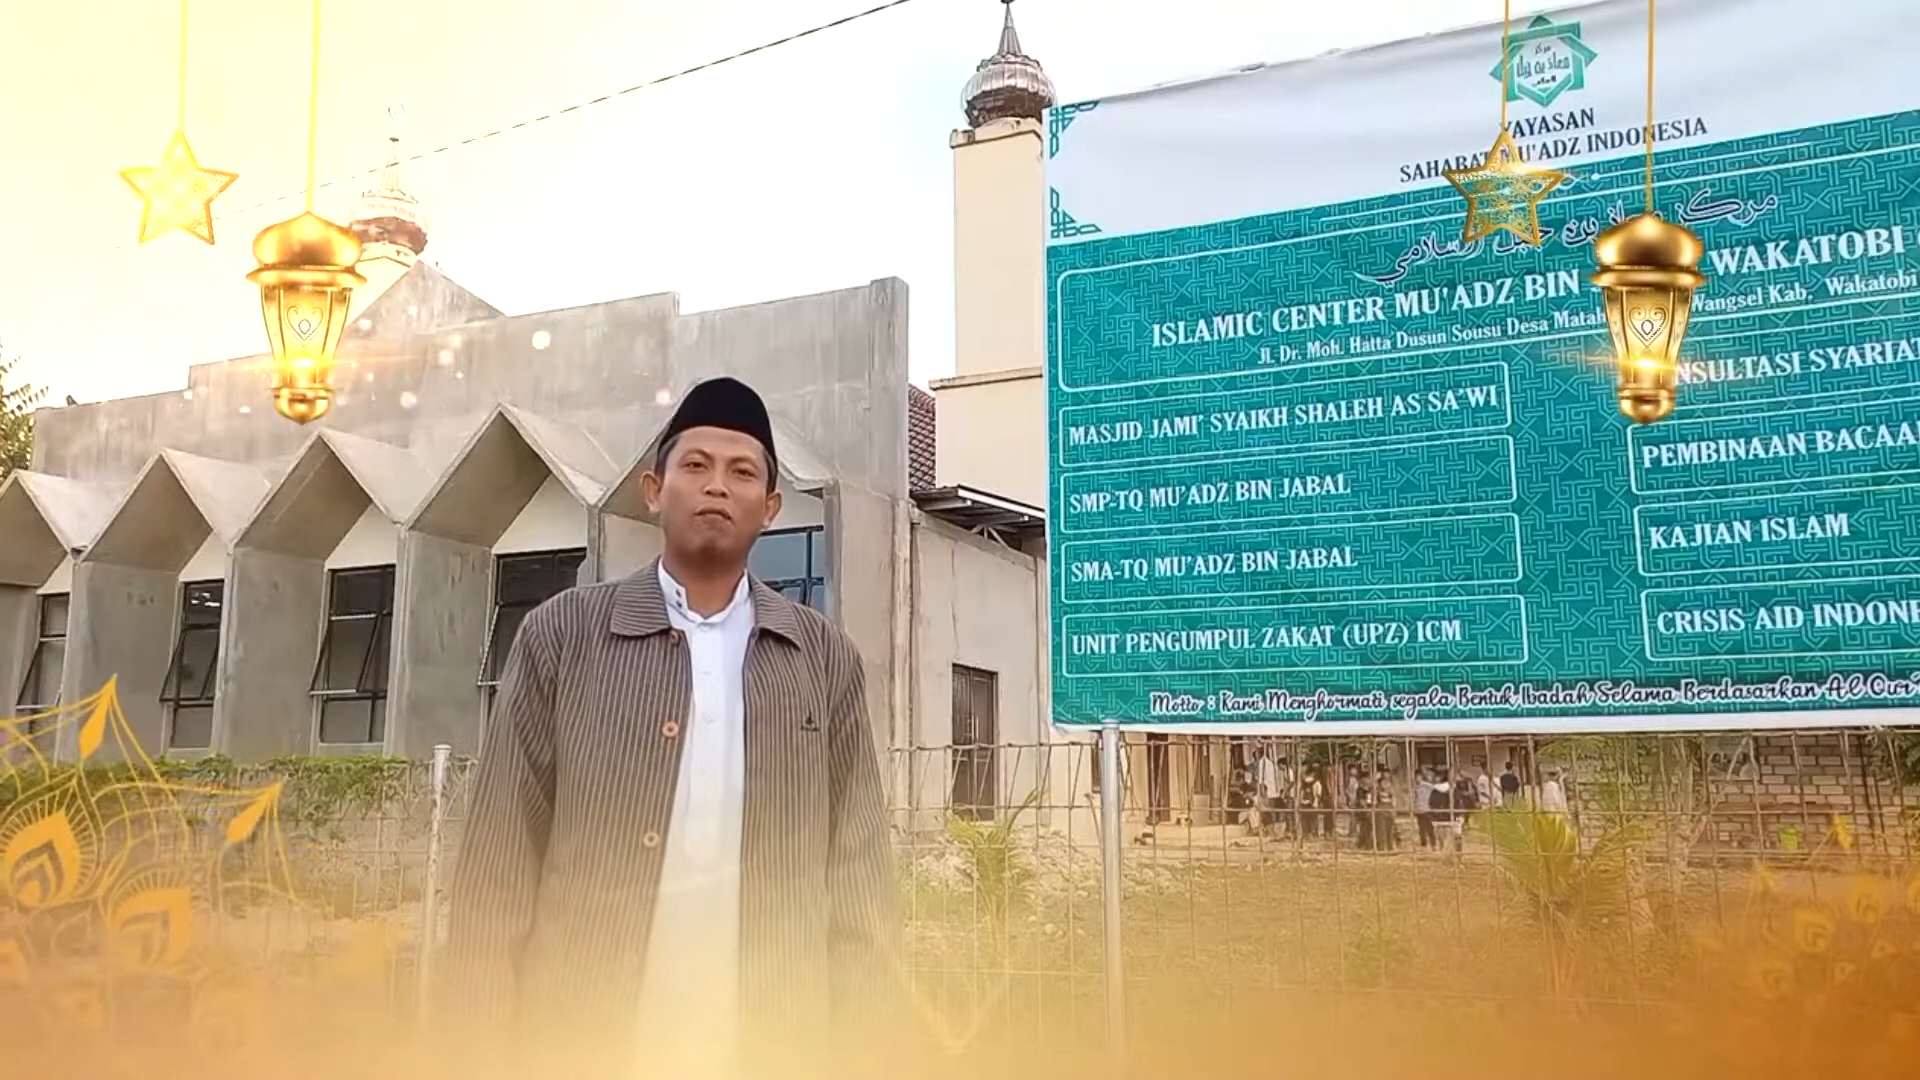 YAYASAN
SAHABAT MU'ADZ INDONESIA
ISLAMIC CENTER MU'ADZ BIN WAKATOBI
Jl. Dr. Moh. Hatta Dusun Sousu Desa Wangsel Kab. Wakatobi
MASJID JAMI' SYAIKH SHALEH AS SA'WI
SMP-TQ MU'ADZ BIN JABAL
SMA-TQ MU'ADZ BIN JABAL
UNIT PENGUMPUL ZAKAT (UPZ) ICM
SYARIAT
PEMBINAAN
KAJIAN ISLAM
CRISIS AID
Motto : Kami Menghormati segala Bentuk Ibadah Selama Berdasarkan Al